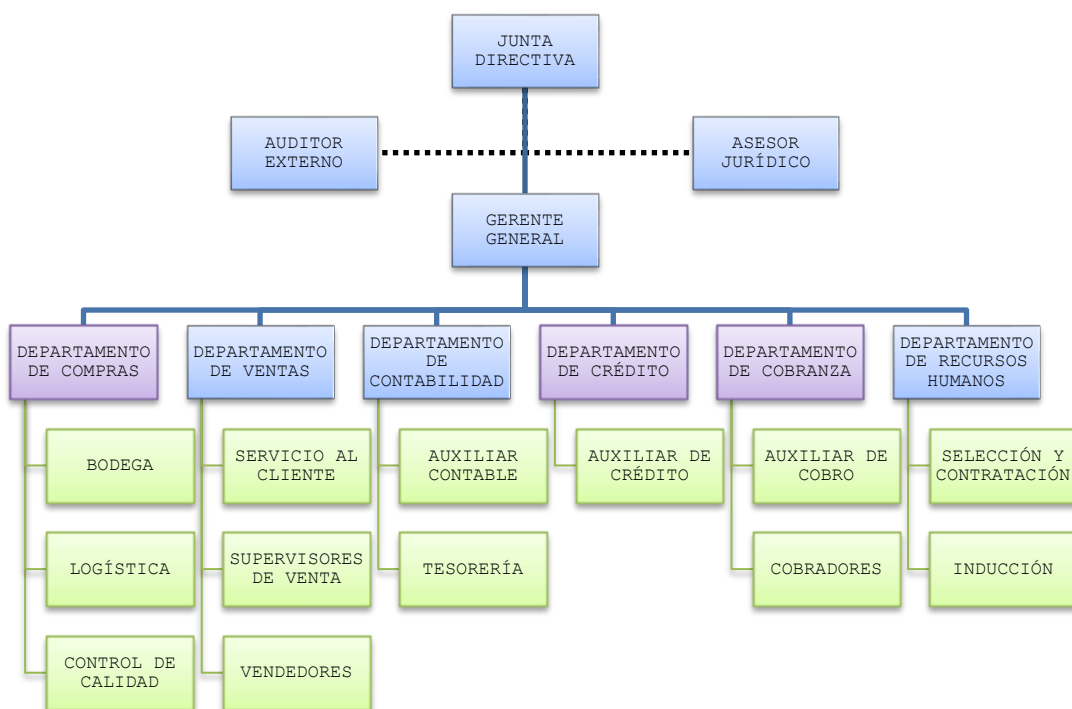 JUNTA
DIRECTIVA
AUDITOR
EXTERNO
ASESOR
JURÍDICO
GERENTE
GENERAL
DEPARTAMENTO
DE COMPRAS
DEPARTAMENTO
DE VENTAS
DEPARTAMENTO
DE
CONTABILIDAD
DEPARTAMENTO
DE CRÉDITO
DEPARTAMENTO
DE COBRANZA
DEPARTAMENTO
DE RECURSOS
HUMANOS
BODEGA
SERVICIO AL
CLIENTE
AUXILIAR
CONTABLE
AUXILIAR DE
CRÉDITO
AUXILIAR DE
COBRO
SELECCIÓN Y
CONTRATACIÓN
LOGÍSTICA
SUPERVISORES
DE VENTA
TESORERÍA
COBRADORES
INDUCCIÓN
CONTROL DE
CALIDAD
VENDEDORES